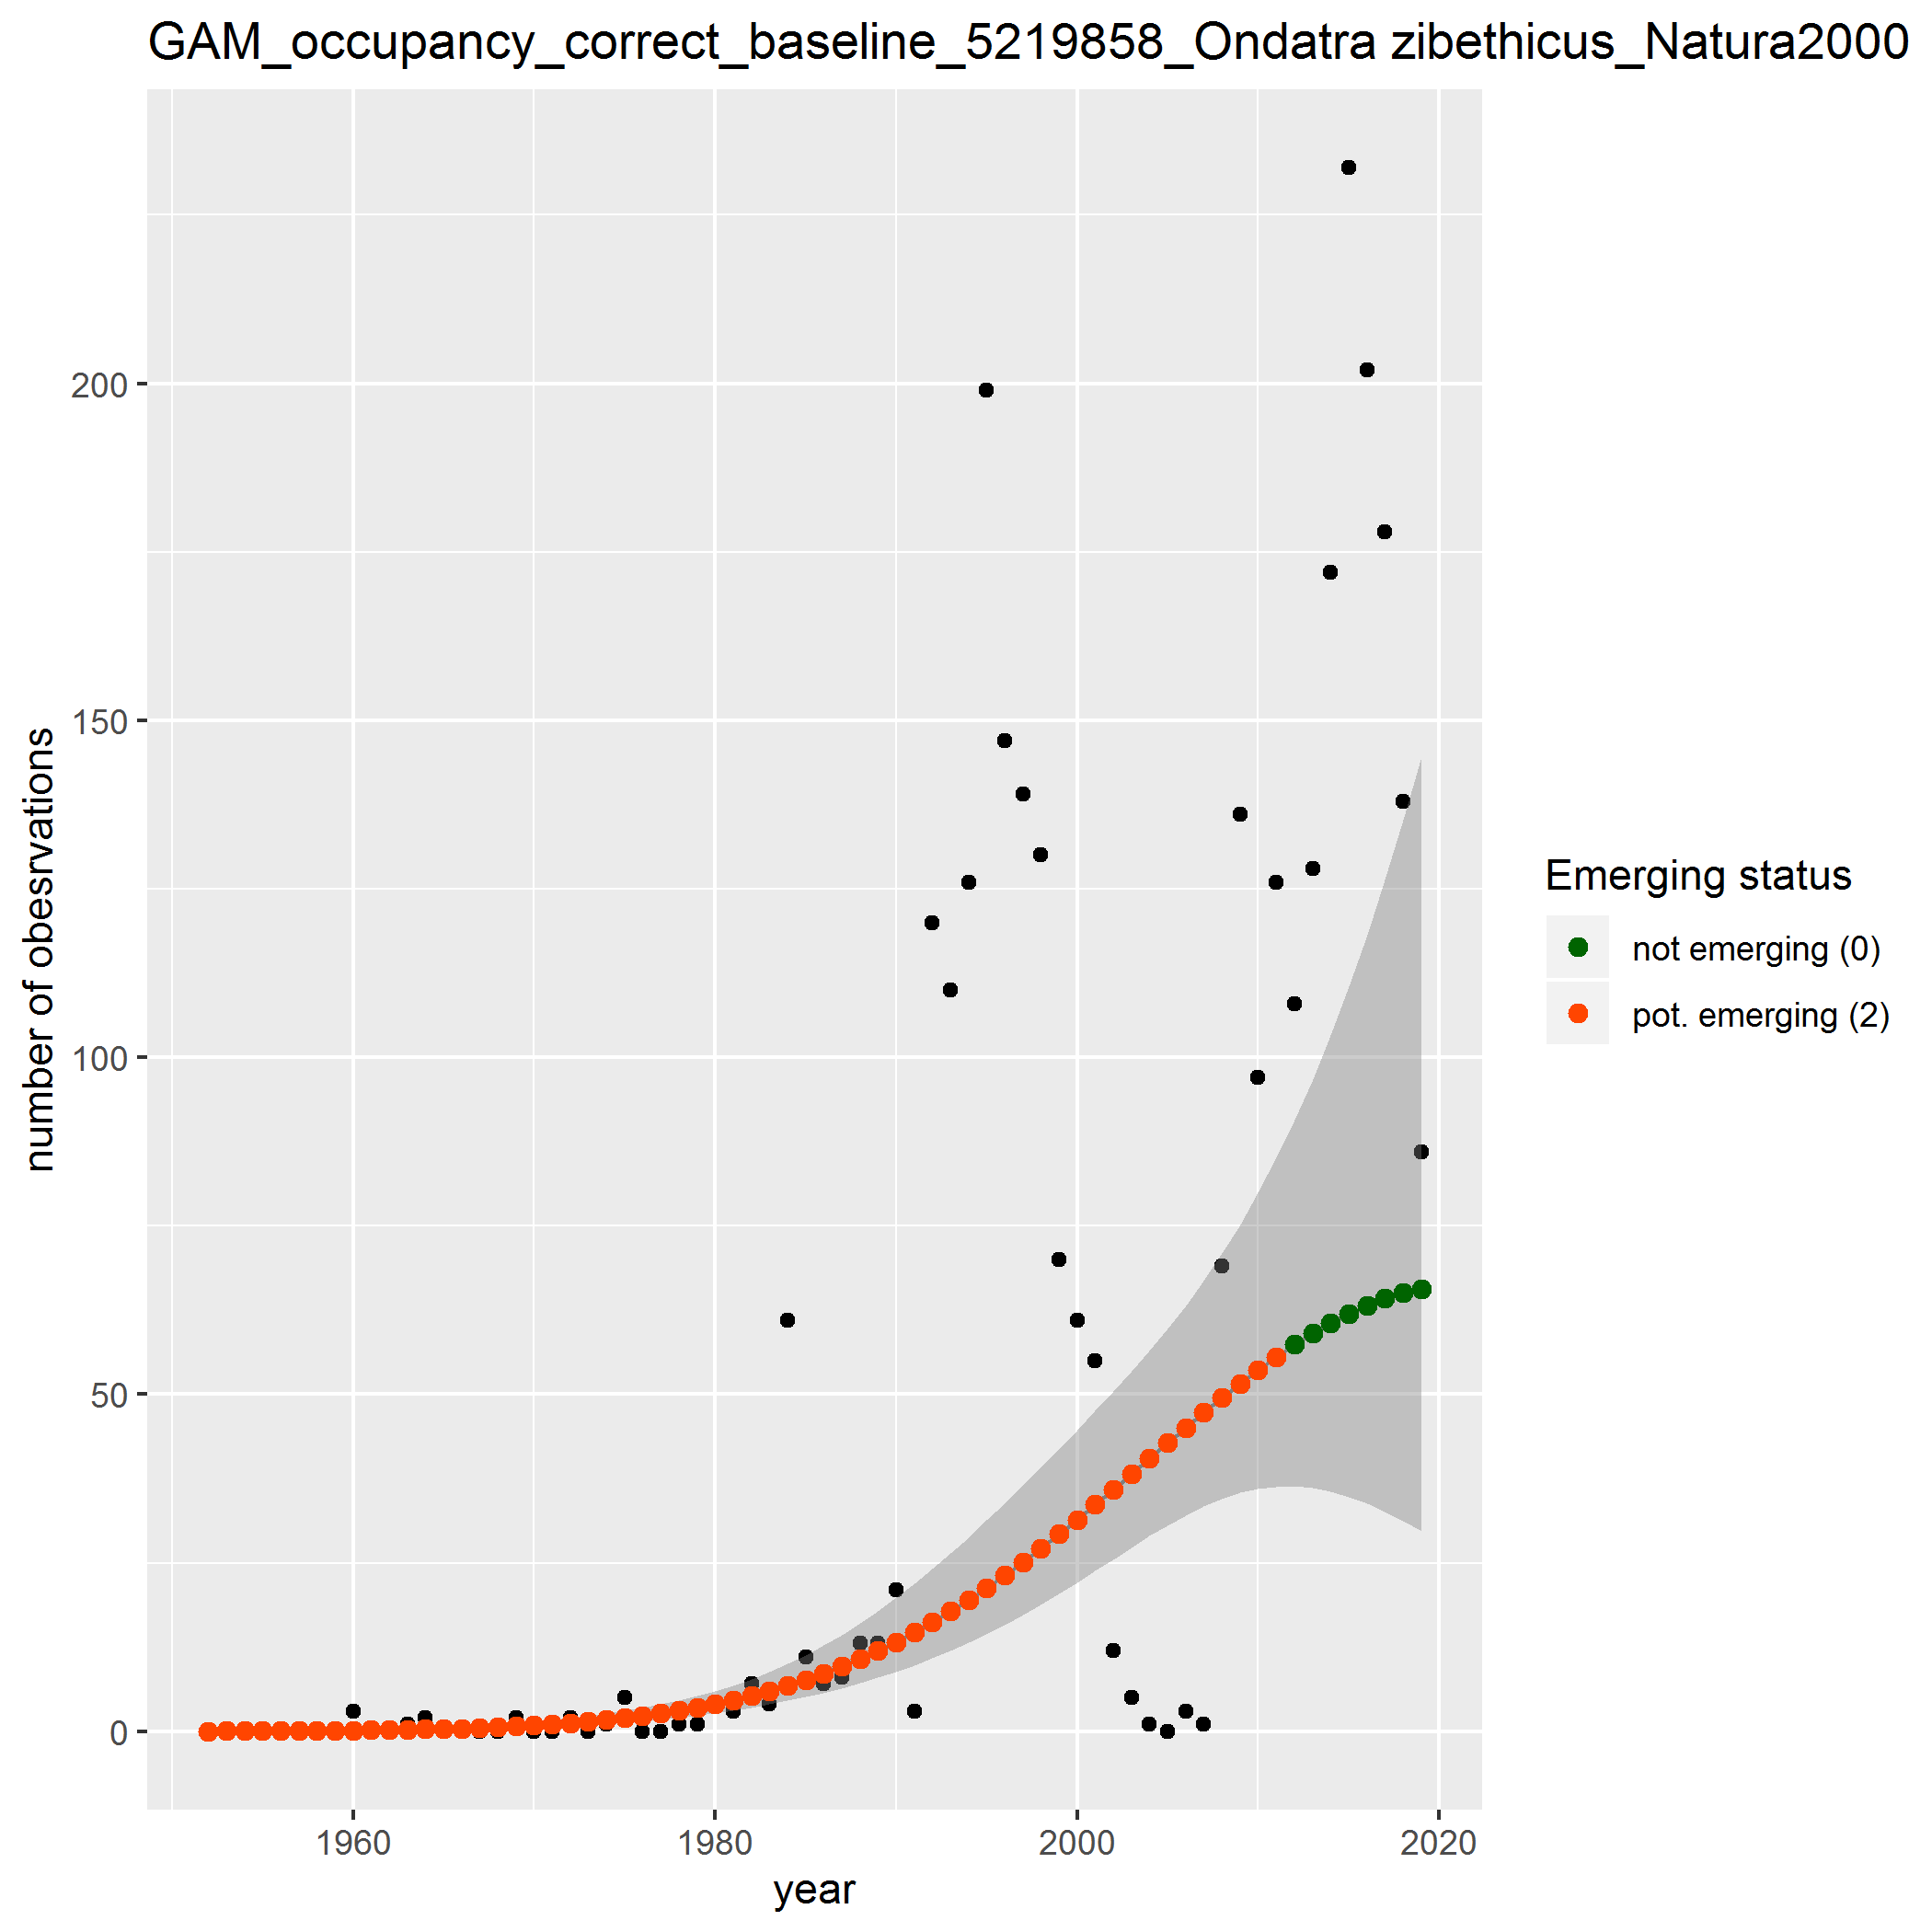 GAM_occupancy_correct_baseline_5219858_Ondatra zibethicus_Natura2000
number of obesrvations
200
150
100
50
0
1960
1980
2000
2020
year
Emerging status
not emerging (0)
pot. emerging (2)